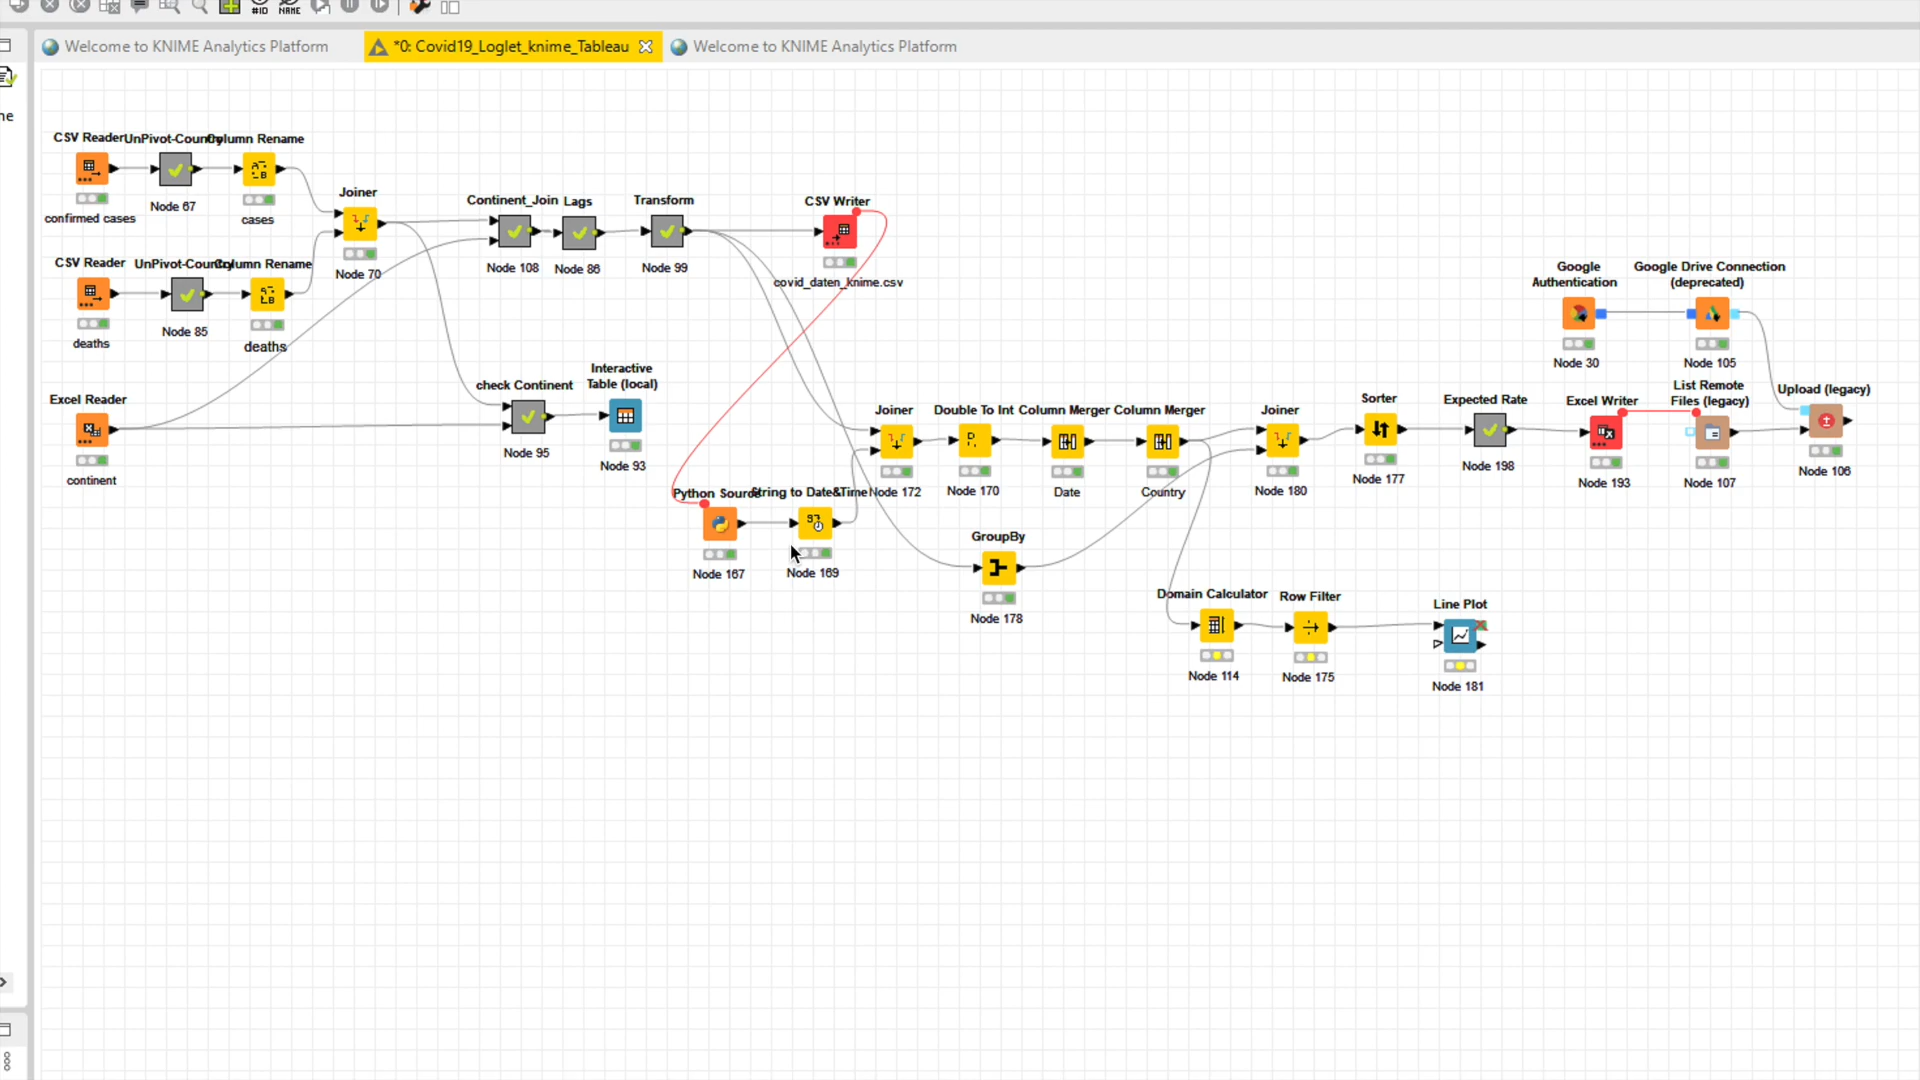 #ID
NAME
Welcome to KNIME Analytics Platform
*0: Covid19_Loglet_knime_Tableau
Welcome to KNIME Analytics Platform
ne
CSV Reader
confirmed cases
UnPivot-Country
Node 67
Column Rename
cases
Joiner
Node 70
Continent_Join
Node 108
Lags
Node 86
Transform
Node 99
CSV Writer
covid_daten_knime.csv
CSV Reader
deaths
UnPivot-Country
Node 85
Column Rename
deaths
Google
Authentication
Node 30
Google Drive Connection
(deprecated)
Node 105
Excel Reader
continent
check Continent
Node 95
Interactive
Table (local)
Node 93
Joiner
Node 172
Double To Int
Node 170
Column Merger
Date
Column Merger
Country
Joiner
Node 180
Sorter
Node 177
Expected Rate
Node 198
Excel Writer
Node 193
List Remote
Files (legacy)
Node 107
Upload (legacy)
Node 106
Python Source
Node 167
String to Date&Time
Node 169
GroupBy
Node 178
Domain Calculator
Node 114
Row Filter
Node 175
Line Plot
Node 181